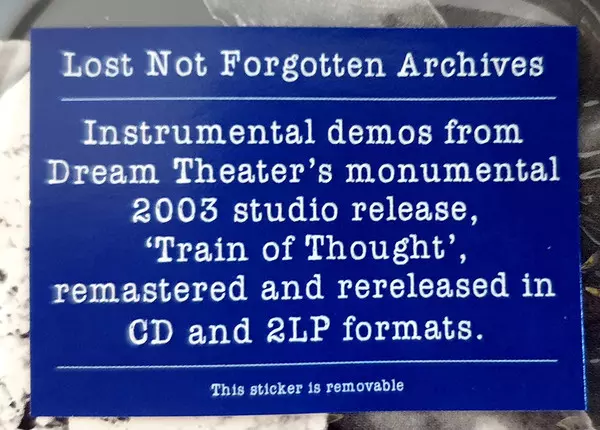 Lost Not Forgotten Archives
Instrumental demos from
Dream Theater's monumental
2003 studio release,
'Train of Thought',
remastered and rereleased in
CD and 2LP formats.
This sticker is removable